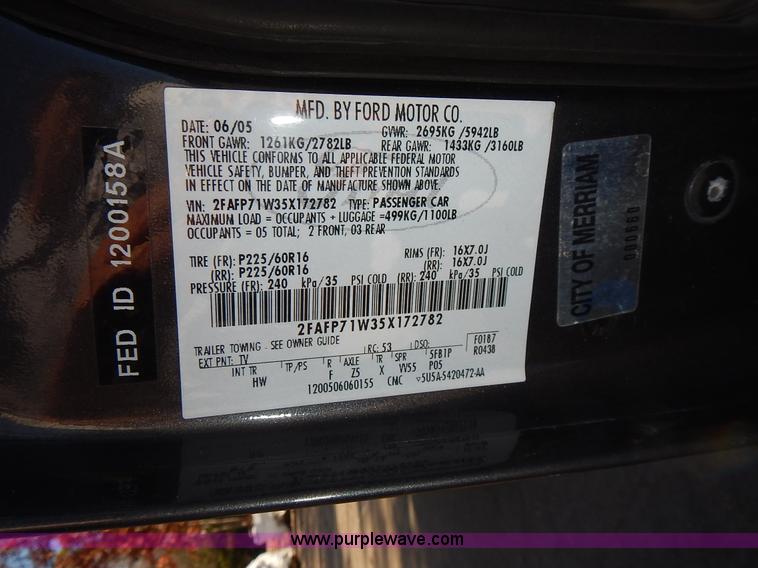 MFD. BY FORD MOTOR CO.
DATE: 06/05 GVWR: 2695KG /5942LB
FRONT GAWR: 1261KG/2782LB REAR GAWR: 1433KG/3160LB
THIS VEHICLE CONFORMS TO ALL APPLICABLE FEDERAL MOTOR
VEHICLE SAFETY, BUMPER, AND THEFT PREVENTION STANDARDS
IN EFFECT ON THE DATE OF MANUFACTURE SHOWN ABOVE.
VIN: 2FAFP71W35X172782 TYPE: PASSENGER CAR
MAXIMUM LOAD = OCCUPANTS + LUGGAGE =499KG/1100LB
OCCUPANTS = 05 TOTAL: 2 FRONT, 03 REAR
TIRE (FR): P225/60R16 RIMS (FR): 16X7.0J
(RR): P225/60R16 (RR): 16X7.0J
PRESSURE (FR): 240 kPa/35 PSI COLD (RR): 240 kPa/35 PSI COLD
2FAFP71W35X172782
TRAILER TOWING - SEE OWNER GUIDE
EXT PNT: TV RC: 53 DSO: F0187
INT TR TP/PS R AXLE TR SPR 5FB1P R0438
HW F Z5 X VV55 P05
1200506060155 CNC ▽5U5A-5420472-AA
FED ID 1200158A
CITY OF MERRIAM
000660
www.purplewave.com